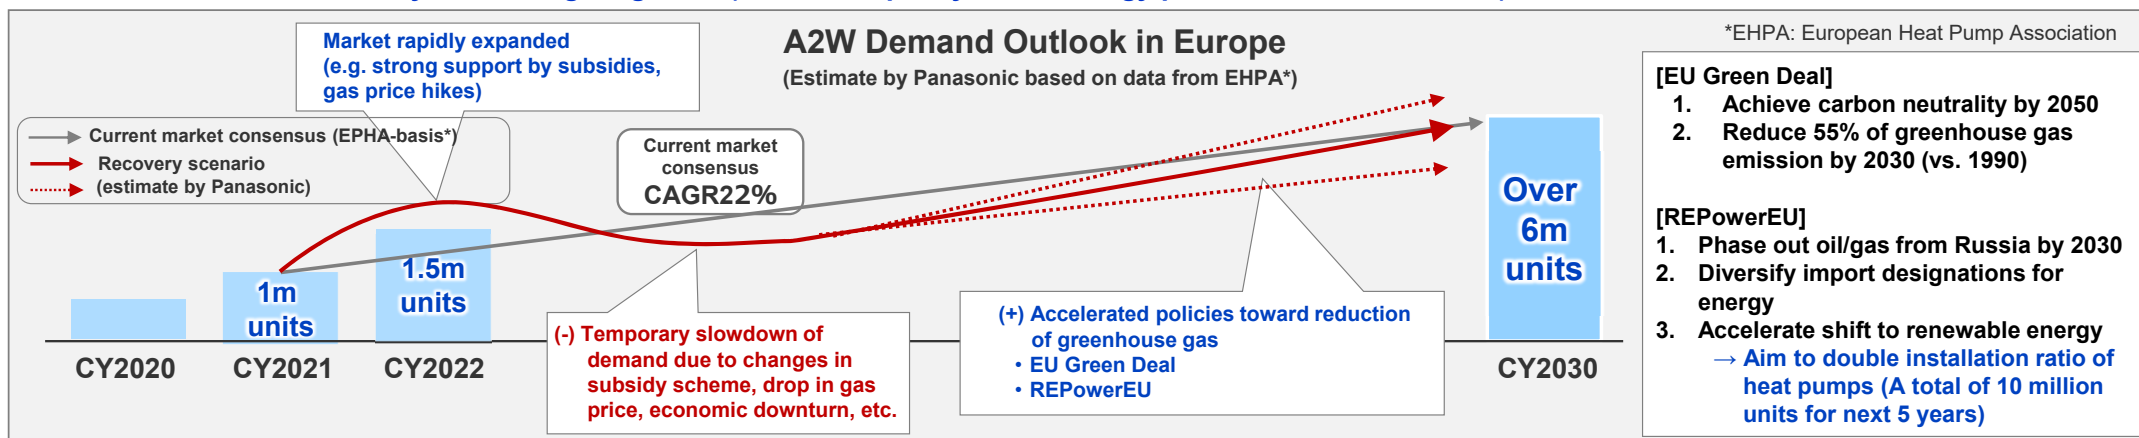 A2W Demand Outlook in Europe
(Estimate by Panasonic based on data from EHPA*)
*EHPA: European Heat Pump Association
Market rapidly expanded
(e.g. strong support by subsidies,
gas price hikes)
Current market consensus (EPHA-basis*)
Recovery scenario
(estimate by Panasonic)
Current market
consensus
CAGR22%
1m
units
1.5m
units
Over
6m
units
CY2020
CY2021
CY2022
CY2030
(-) Temporary slowdown of
demand due to changes in
subsidy scheme, drop in gas
price, economic downturn, etc.
(+) Accelerated policies toward reduction
of greenhouse gas
• EU Green Deal
• REPowerEU
[EU Green Deal]
1. Achieve carbon neutrality by 2050
2. Reduce 55% of greenhouse gas
emission by 2030 (vs. 1990)
[REPowerEU]
1. Phase out oil/gas from Russia by 2030
2. Diversify import designations for
energy
3. Accelerate shift to renewable energy
→ Aim to double installation ratio of
heat pumps (A total of 10 million
units for next 5 years)